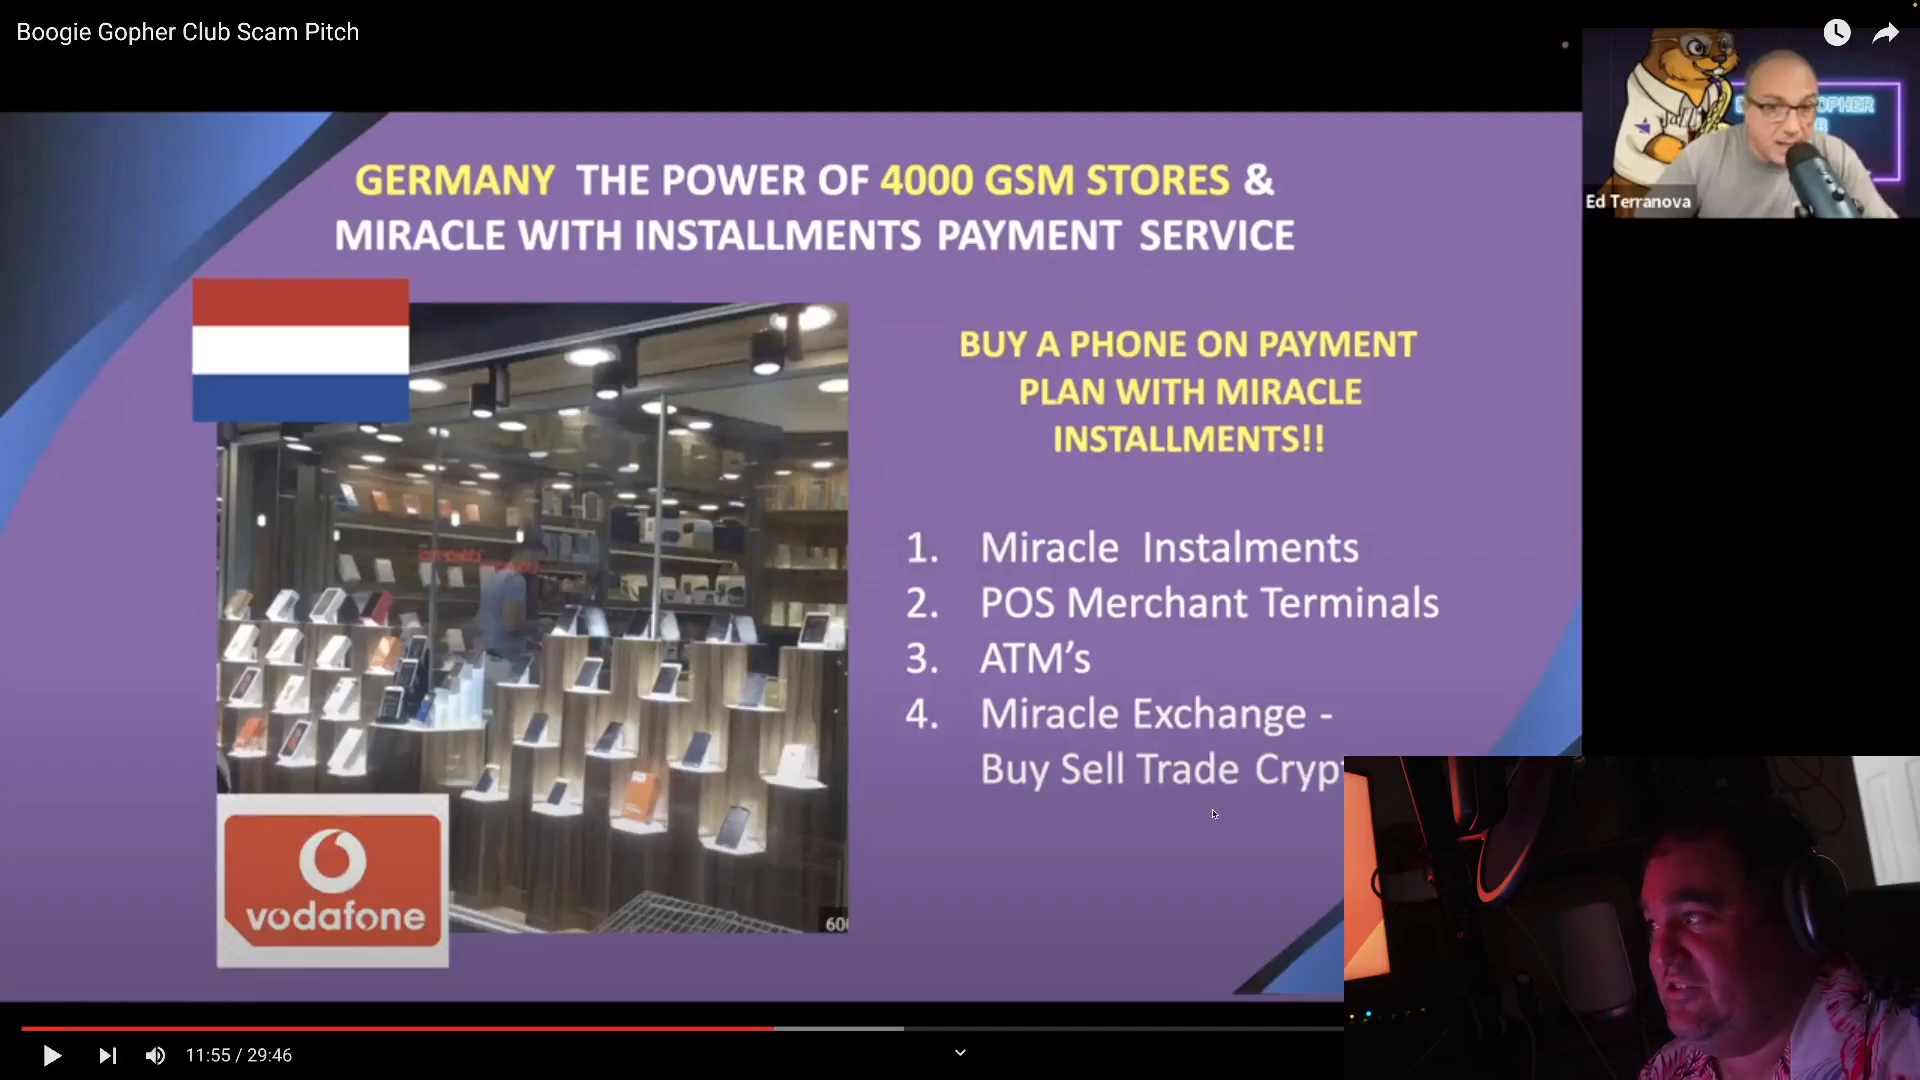 Boogie Gopher Club Scam Pitch
GERMANY THE POWER OF 4000 GSM STORES &
MIRACLE WITH INSTALLMENTS PAYMENT SERVICE
Ed Terranova
BUY A PHONE ON PAYMENT
PLAN WITH MIRACLE
INSTALLMENTS!!
1. Miracle Instalments
2. POS Merchant Terminals
3. ATM’s
4. Miracle Exchange -
Buy Sell Trade
vodafone
11:55 / 29:46